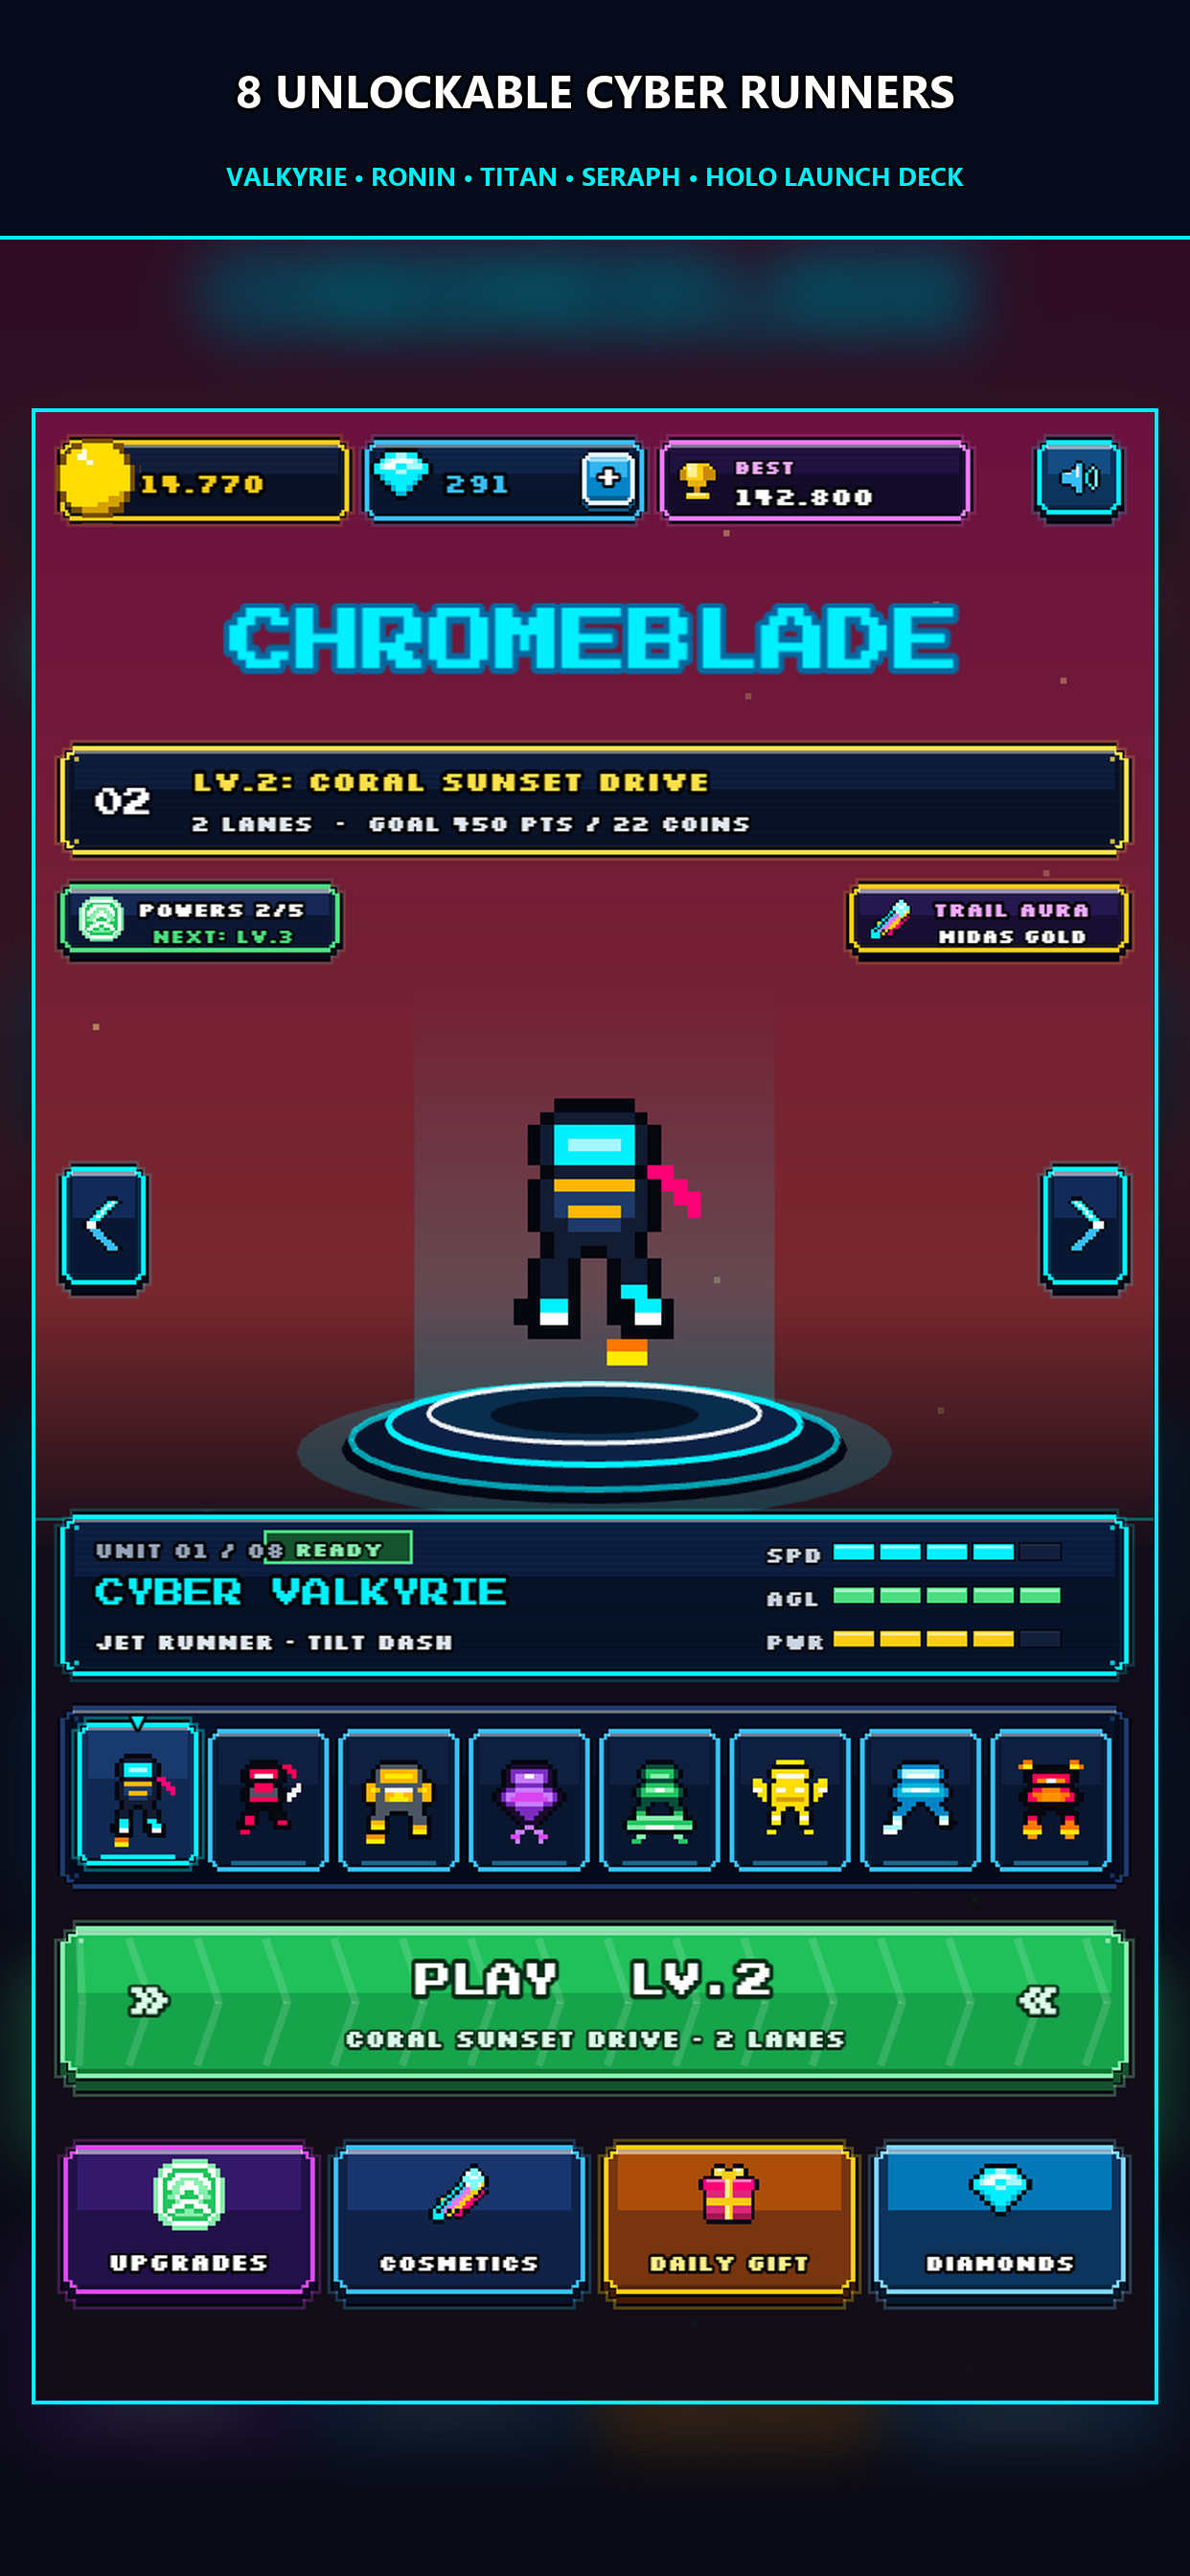 8 UNLOCKABLE CYBER RUNNERS
VALKYRIE • RONIN • TITAN • SERAPH • HOLO LAUNCH DECK
14.770
291
BEST
142.800
CHROMEBLADE
02
LV.2: CORAL SUNSET DRIVE
2 LANES - GOAL 450 PTS / 22 COINS
POWERS 2/5
NEXT: LV.3
TRAIL AURA
MIDAS GOLD
UNIT 01 / 08
READY
CYBER VALKYRIE
JET RUNNER - TILT DASH
SPD
AGL
PWR
PLAY LV.2
CORAL SUNSET DRIVE - 2 LANES
UPGRADES
COSMETICS
DAILY GIFT
DIAMONDS